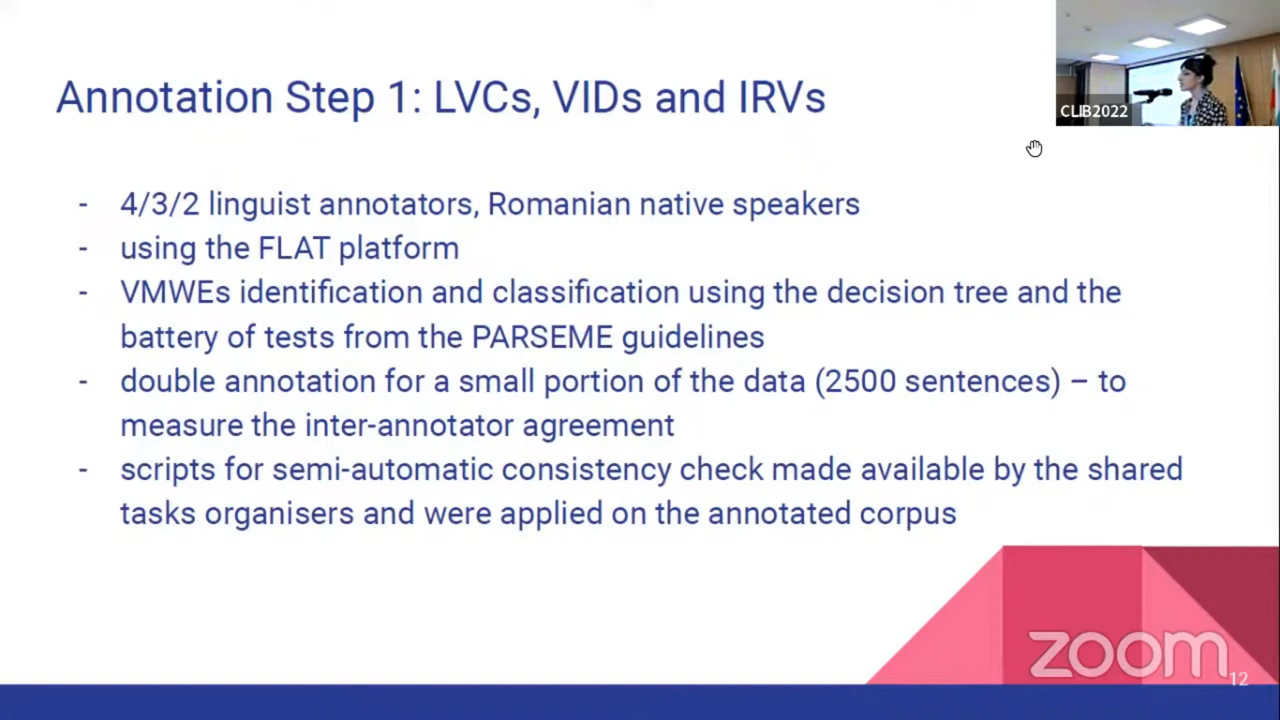 Annotation Step 1: LVCs, VIDs and IRVs
CLIB2022
- 4/3/2 linguist annotators, Romanian native speakers
- using the FLAT platform
- VMWEs identification and classification using the decision tree and the
battery of tests from the PARSEME guidelines
- double annotation for a small portion of the data (2500 sentences) – to
measure the inter-annotator agreement
- scripts for semi-automatic consistency check made available by the shared
tasks organisers and were applied on the annotated corpus
zoom
12